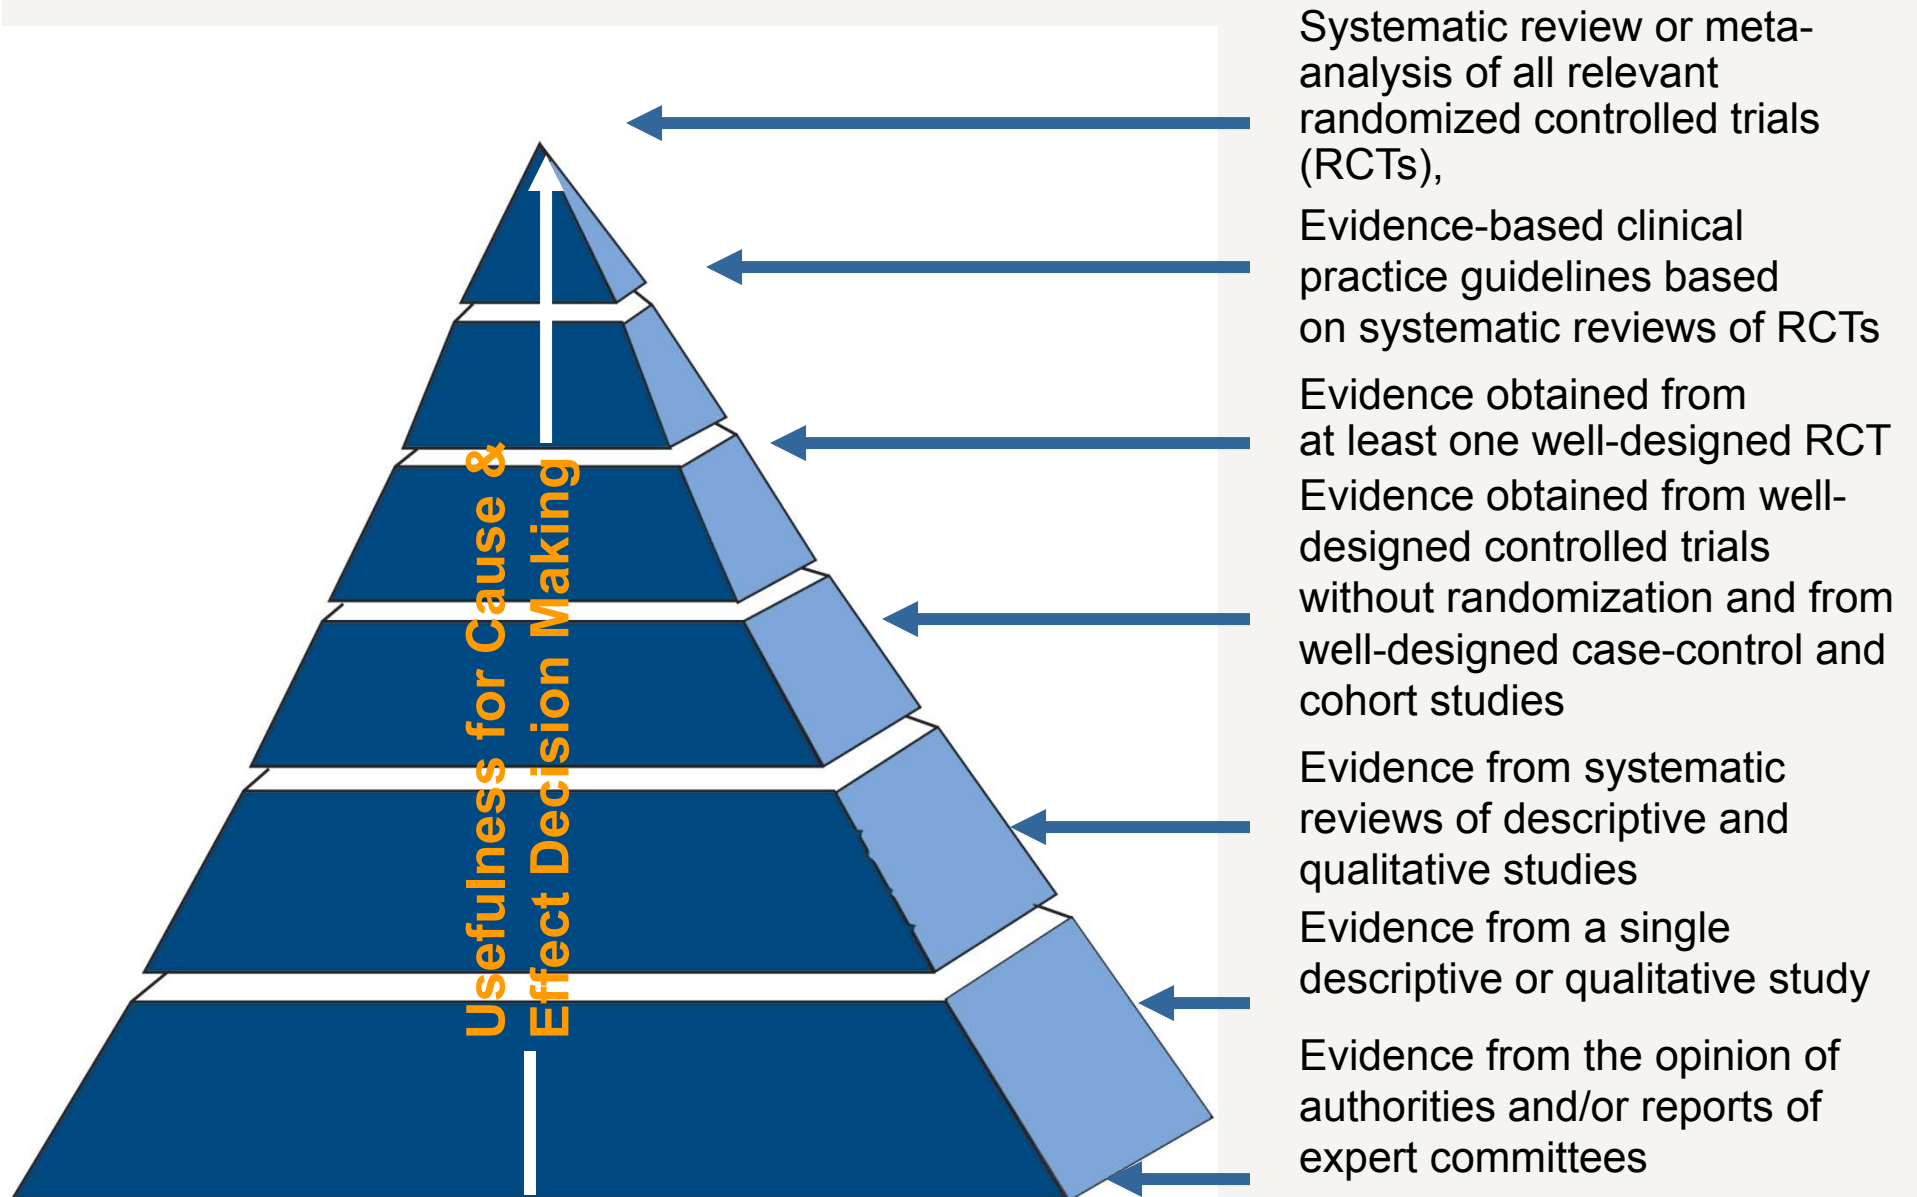 Systematic review or meta-
analysis of all relevant
randomized controlled trials
(RCTs),
Evidence-based clinical
practice guidelines based
on systematic reviews of RCTs
Evidence obtained from
at least one well-designed RCT
Evidence obtained from well-
designed controlled trials
without randomization and from
well-designed case-control and
cohort studies
Evidence from systematic
reviews of descriptive and
qualitative studies
Evidence from a single
descriptive or qualitative study
Evidence from the opinion of
authorities and/or reports of
expert committees
Usefulness for Cause &
Effect Decision Making